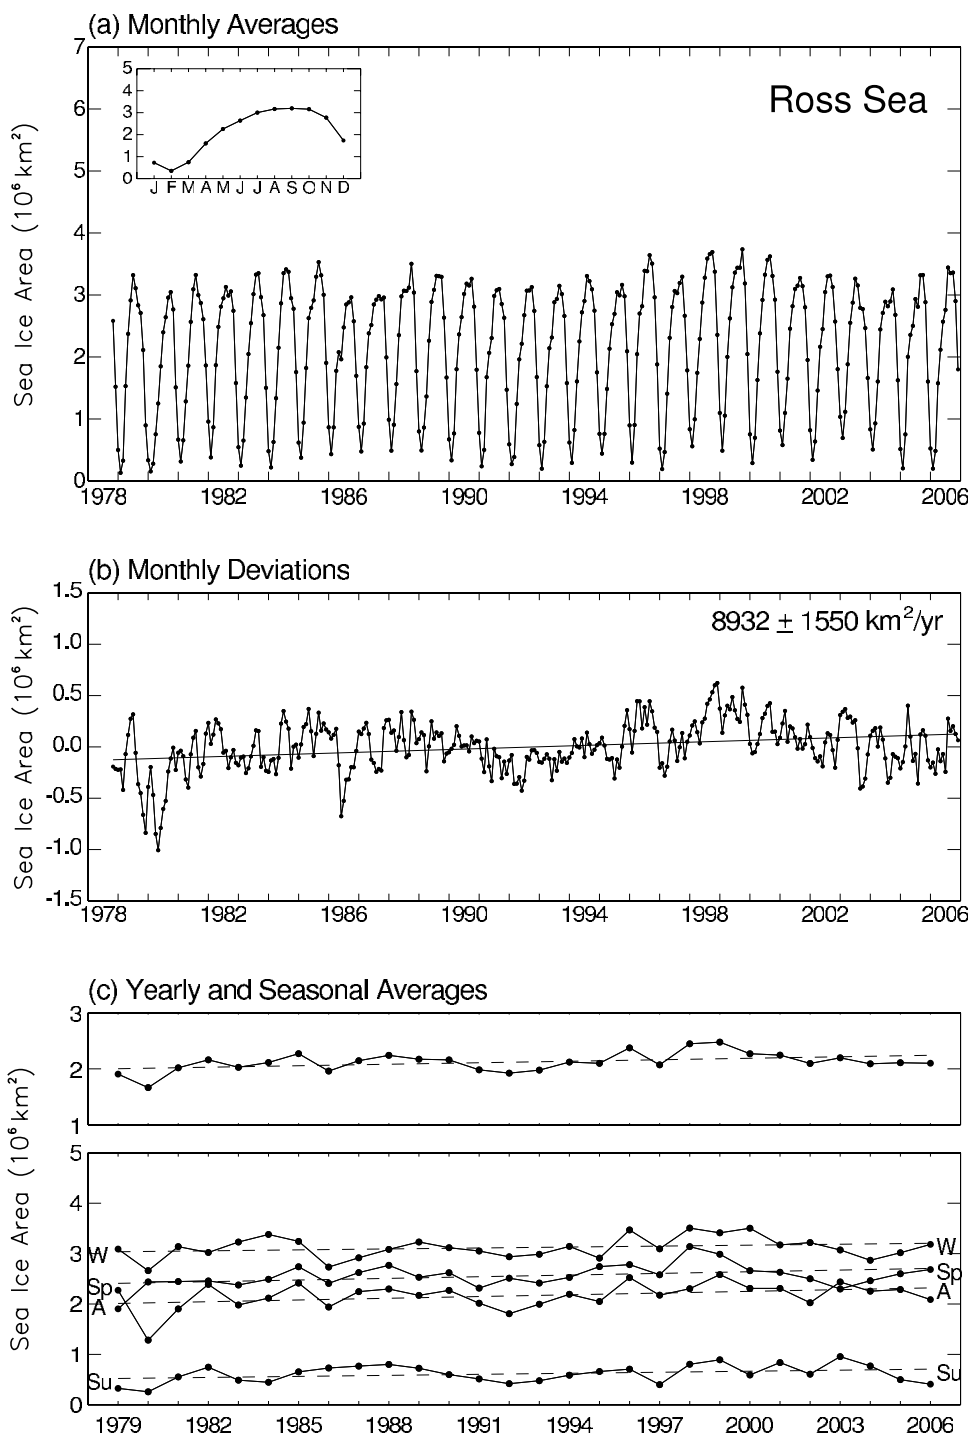 (a) Monthly Averages
7
6
5
4
3
2
1
0
Sea Ice Area (10⁶ km²)
5
4
3
2
1
0
J F M A M J J A S O N D
Ross Sea
1978 1982 1986 1990 1994 1998 2002 2006
(b) Monthly Deviations
1.5
1.0
0.5
0.0
-0.5
-1.0
-1.5
Sea Ice Area (10⁶ km²)
8932 ± 1550 km²/yr
1978 1982 1986 1990 1994 1998 2002 2006
(c) Yearly and Seasonal Averages
3
2
1
Sea Ice Area (10⁶ km²)
5
4
3
2
1
0
W
Sp
A
Su
W
Sp
A
Su
1979 1982 1985 1988 1991 1994 1997 2000 2003 2006